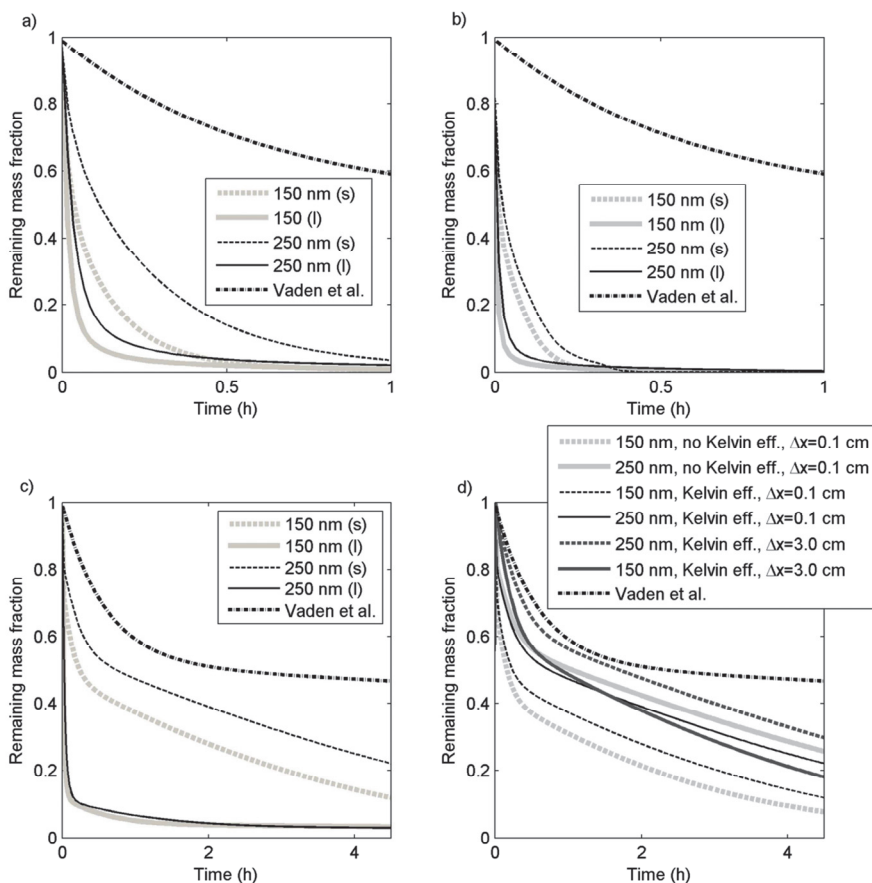 a)
Remaining mass fraction
1
0.8
0.6
0.4
0.2
0
150 nm (s)
150 (l)
250 nm (s)
250 nm (l)
Vaden et al.
0
0.5
1
Time (h)
b)
Remaining mass fraction
1
0.8
0.6
0.4
0.2
0
150 nm (s)
150 nm (l)
250 nm (s)
250 nm (l)
Vaden et al.
0
0.5
1
Time (h)
c)
Remaining mass fraction
1
0.8
0.6
0.4
0.2
0
150 nm (s)
150 nm (l)
250 nm (s)
250 nm (l)
Vaden et al.
0
2
4
Time (h)
d)
Remaining mass fraction
1
0.8
0.6
0.4
0.2
0
150 nm, no Kelvin eff., Δx=0.1 cm
250 nm, no Kelvin eff., Δx=0.1 cm
150 nm, Kelvin eff., Δx=0.1 cm
250 nm, Kelvin eff., Δx=0.1 cm
250 nm, Kelvin eff., Δx=3.0 cm
150 nm, Kelvin eff., Δx=3.0 cm
Vaden et al.
0
2
4
Time (h)